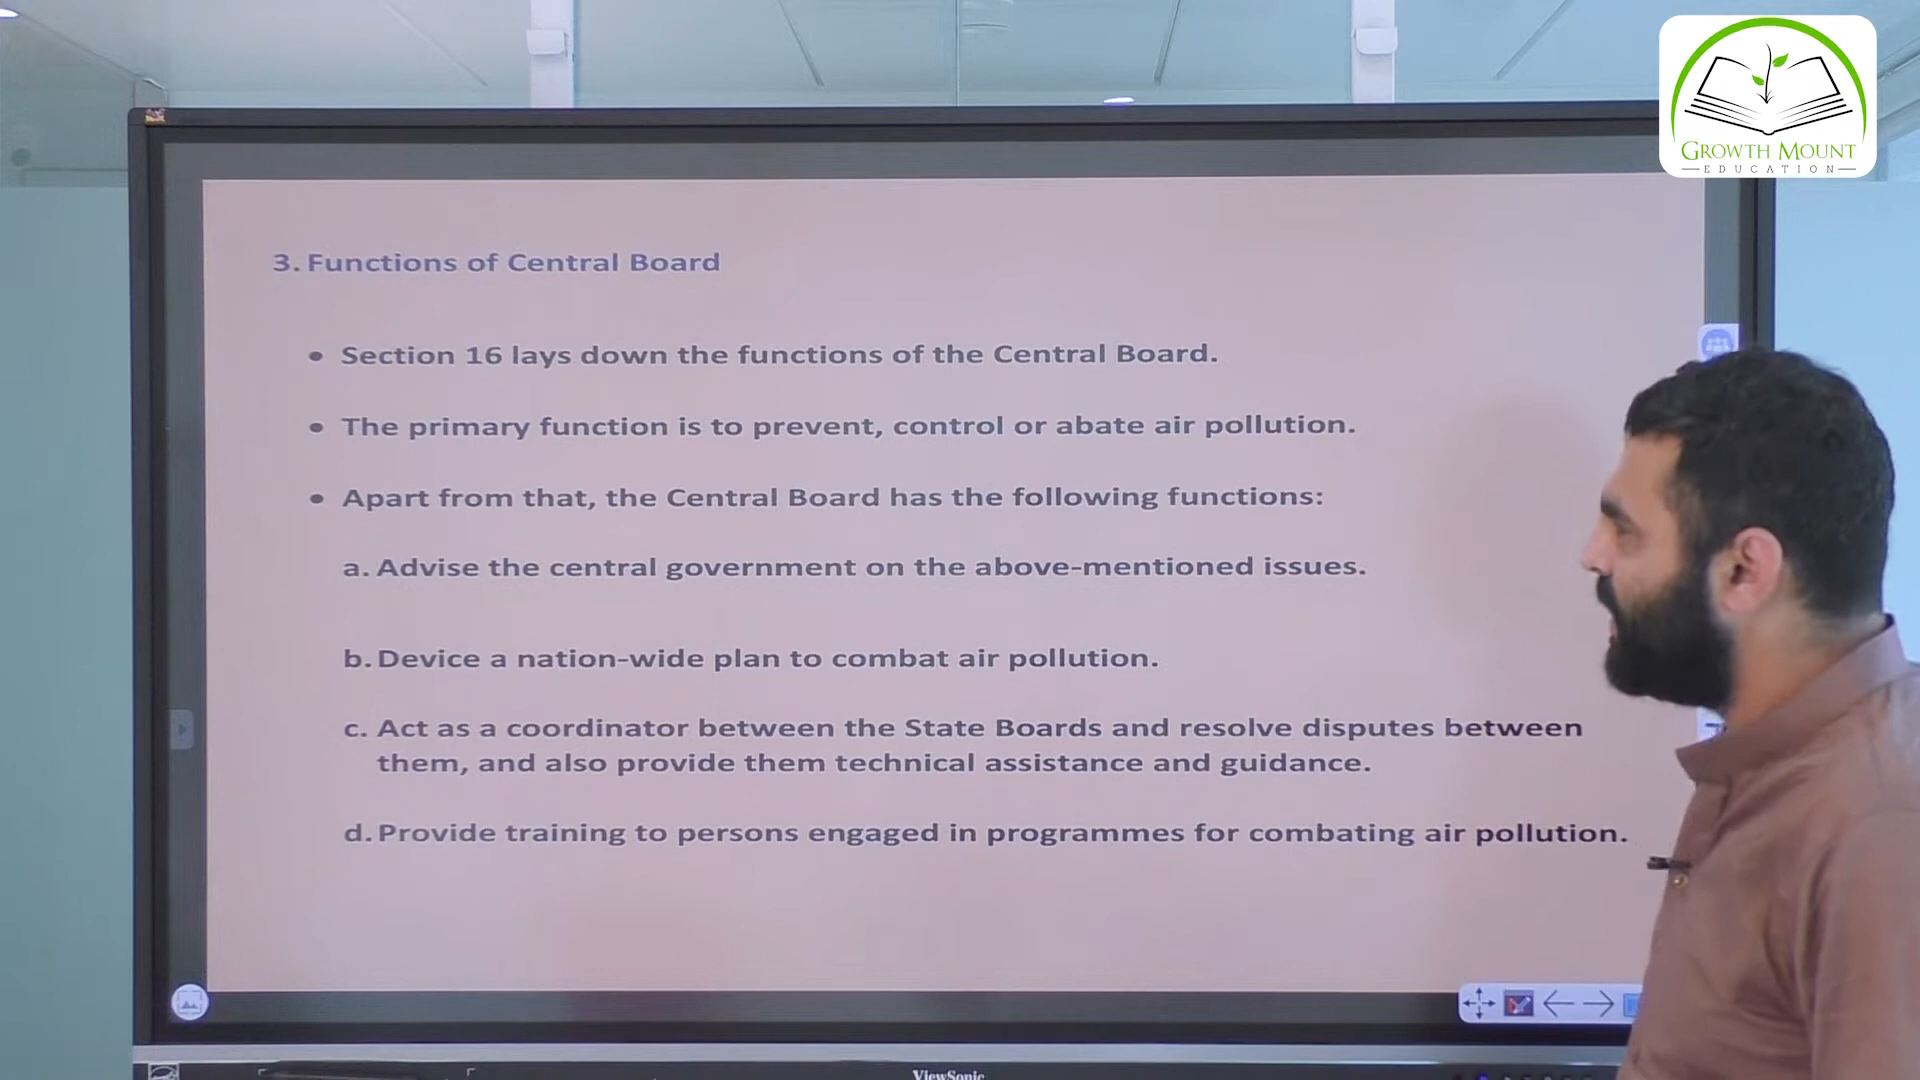 GROWTH MOUNT
EDUCATION
3. Functions of Central Board
• Section 16 lays down the functions of the Central Board.
• The primary function is to prevent, control or abate air pollution.
• Apart from that, the Central Board has the following functions:
a. Advise the central government on the above-mentioned issues.
b. Device a nation-wide plan to combat air pollution.
c. Act as a coordinator between the State Boards and resolve disputes between
them, and also provide them technical assistance and guidance.
d. Provide training to persons engaged in programmes for combating air pollution.
ViewSonic